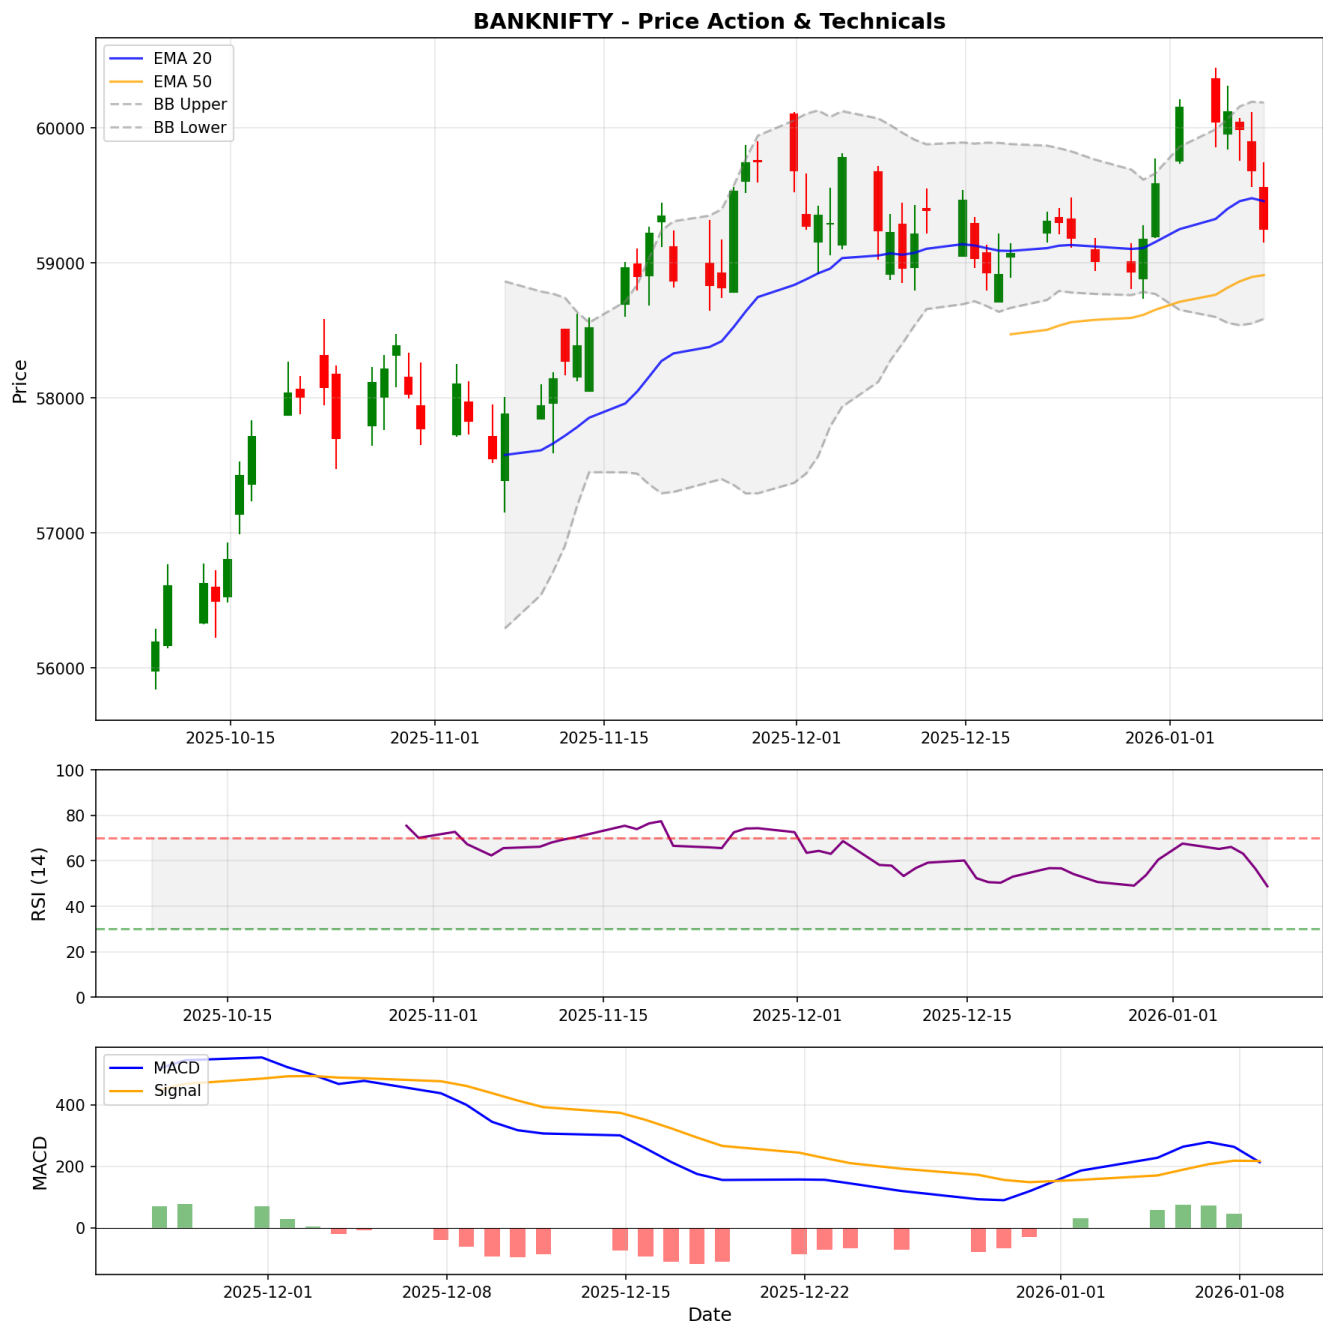 BANKNIFTY - Price Action & Technicals
EMA 20
EMA 50
BB Upper
BB Lower
60000
59000
58000
57000
56000
Price
2025-10-15
2025-11-01
2025-11-15
2025-12-01
2025-12-15
2026-01-01
100
80
60
40
20
0
RSI (14)
2025-10-15
2025-11-01
2025-11-15
2025-12-01
2025-12-15
2026-01-01
MACD
Signal
400
200
0
MACD
2025-12-01
2025-12-08
2025-12-15
2025-12-22
2026-01-01
2026-01-08
Date